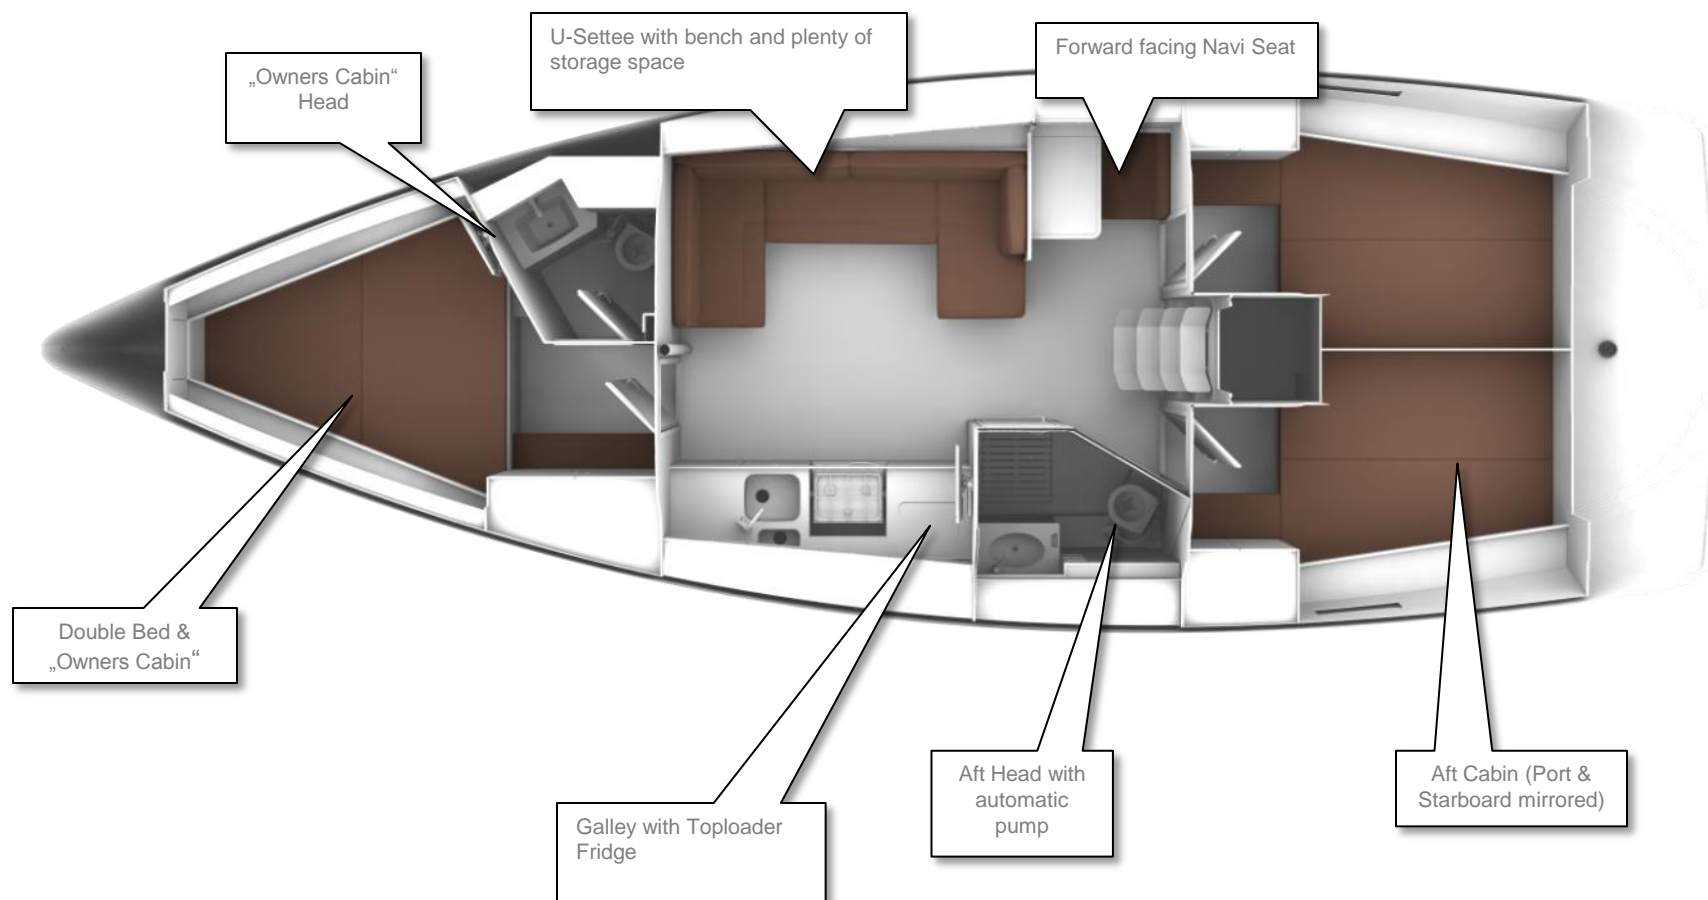 „Owners Cabin“
Head
U-Settee with bench and plenty of
storage space
Forward facing Navi Seat
Double Bed &
„Owners Cabin“
Galley with Toploader
Fridge
Aft Head with
automatic
pump
Aft Cabin (Port &
Starboard mirrored)